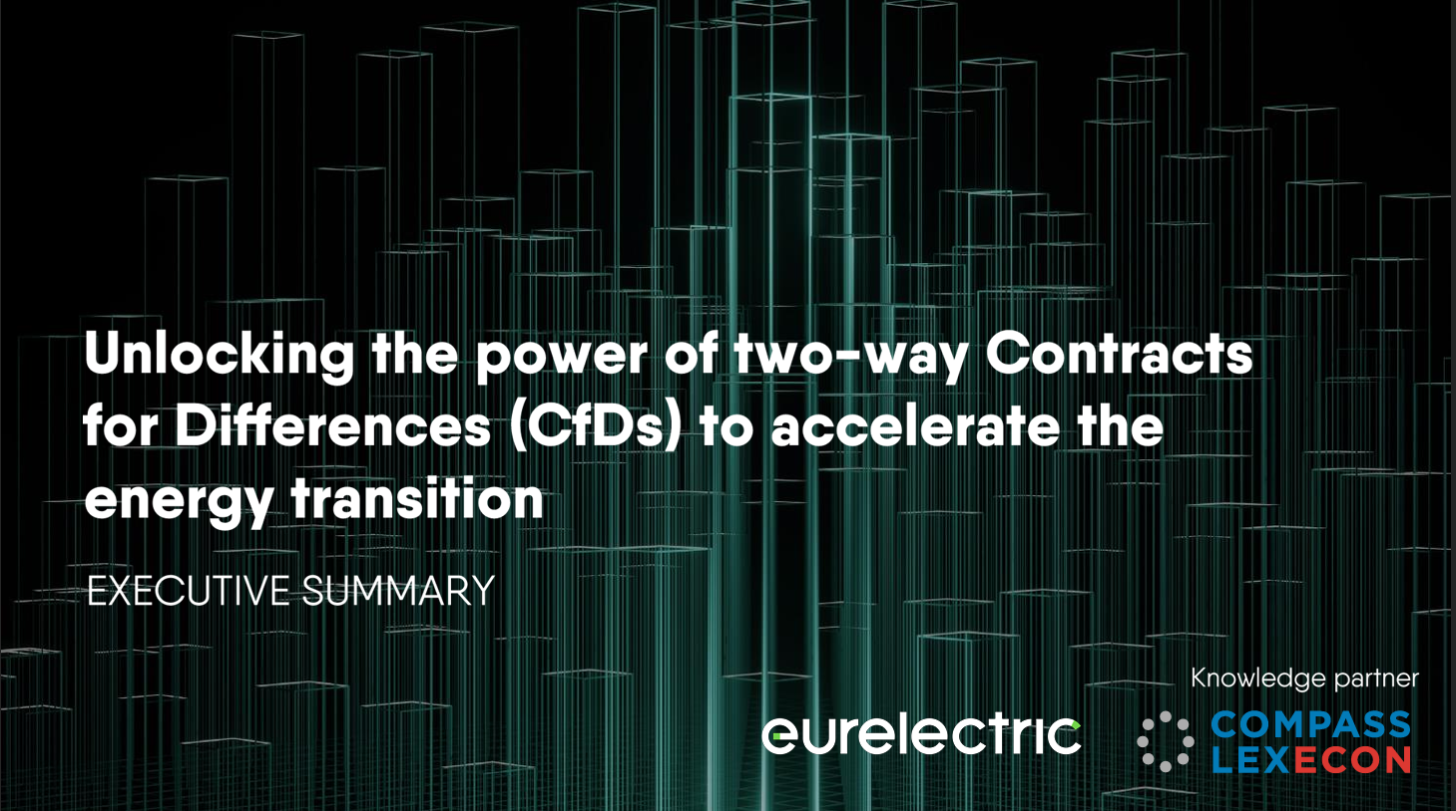 Unlocking the power of two-way Contracts
for Differences (CfDs) to accelerate the
energy transition
EXECUTIVE SUMMARY
Knowledge partner
eurelectric
COMPASS
LEXECON